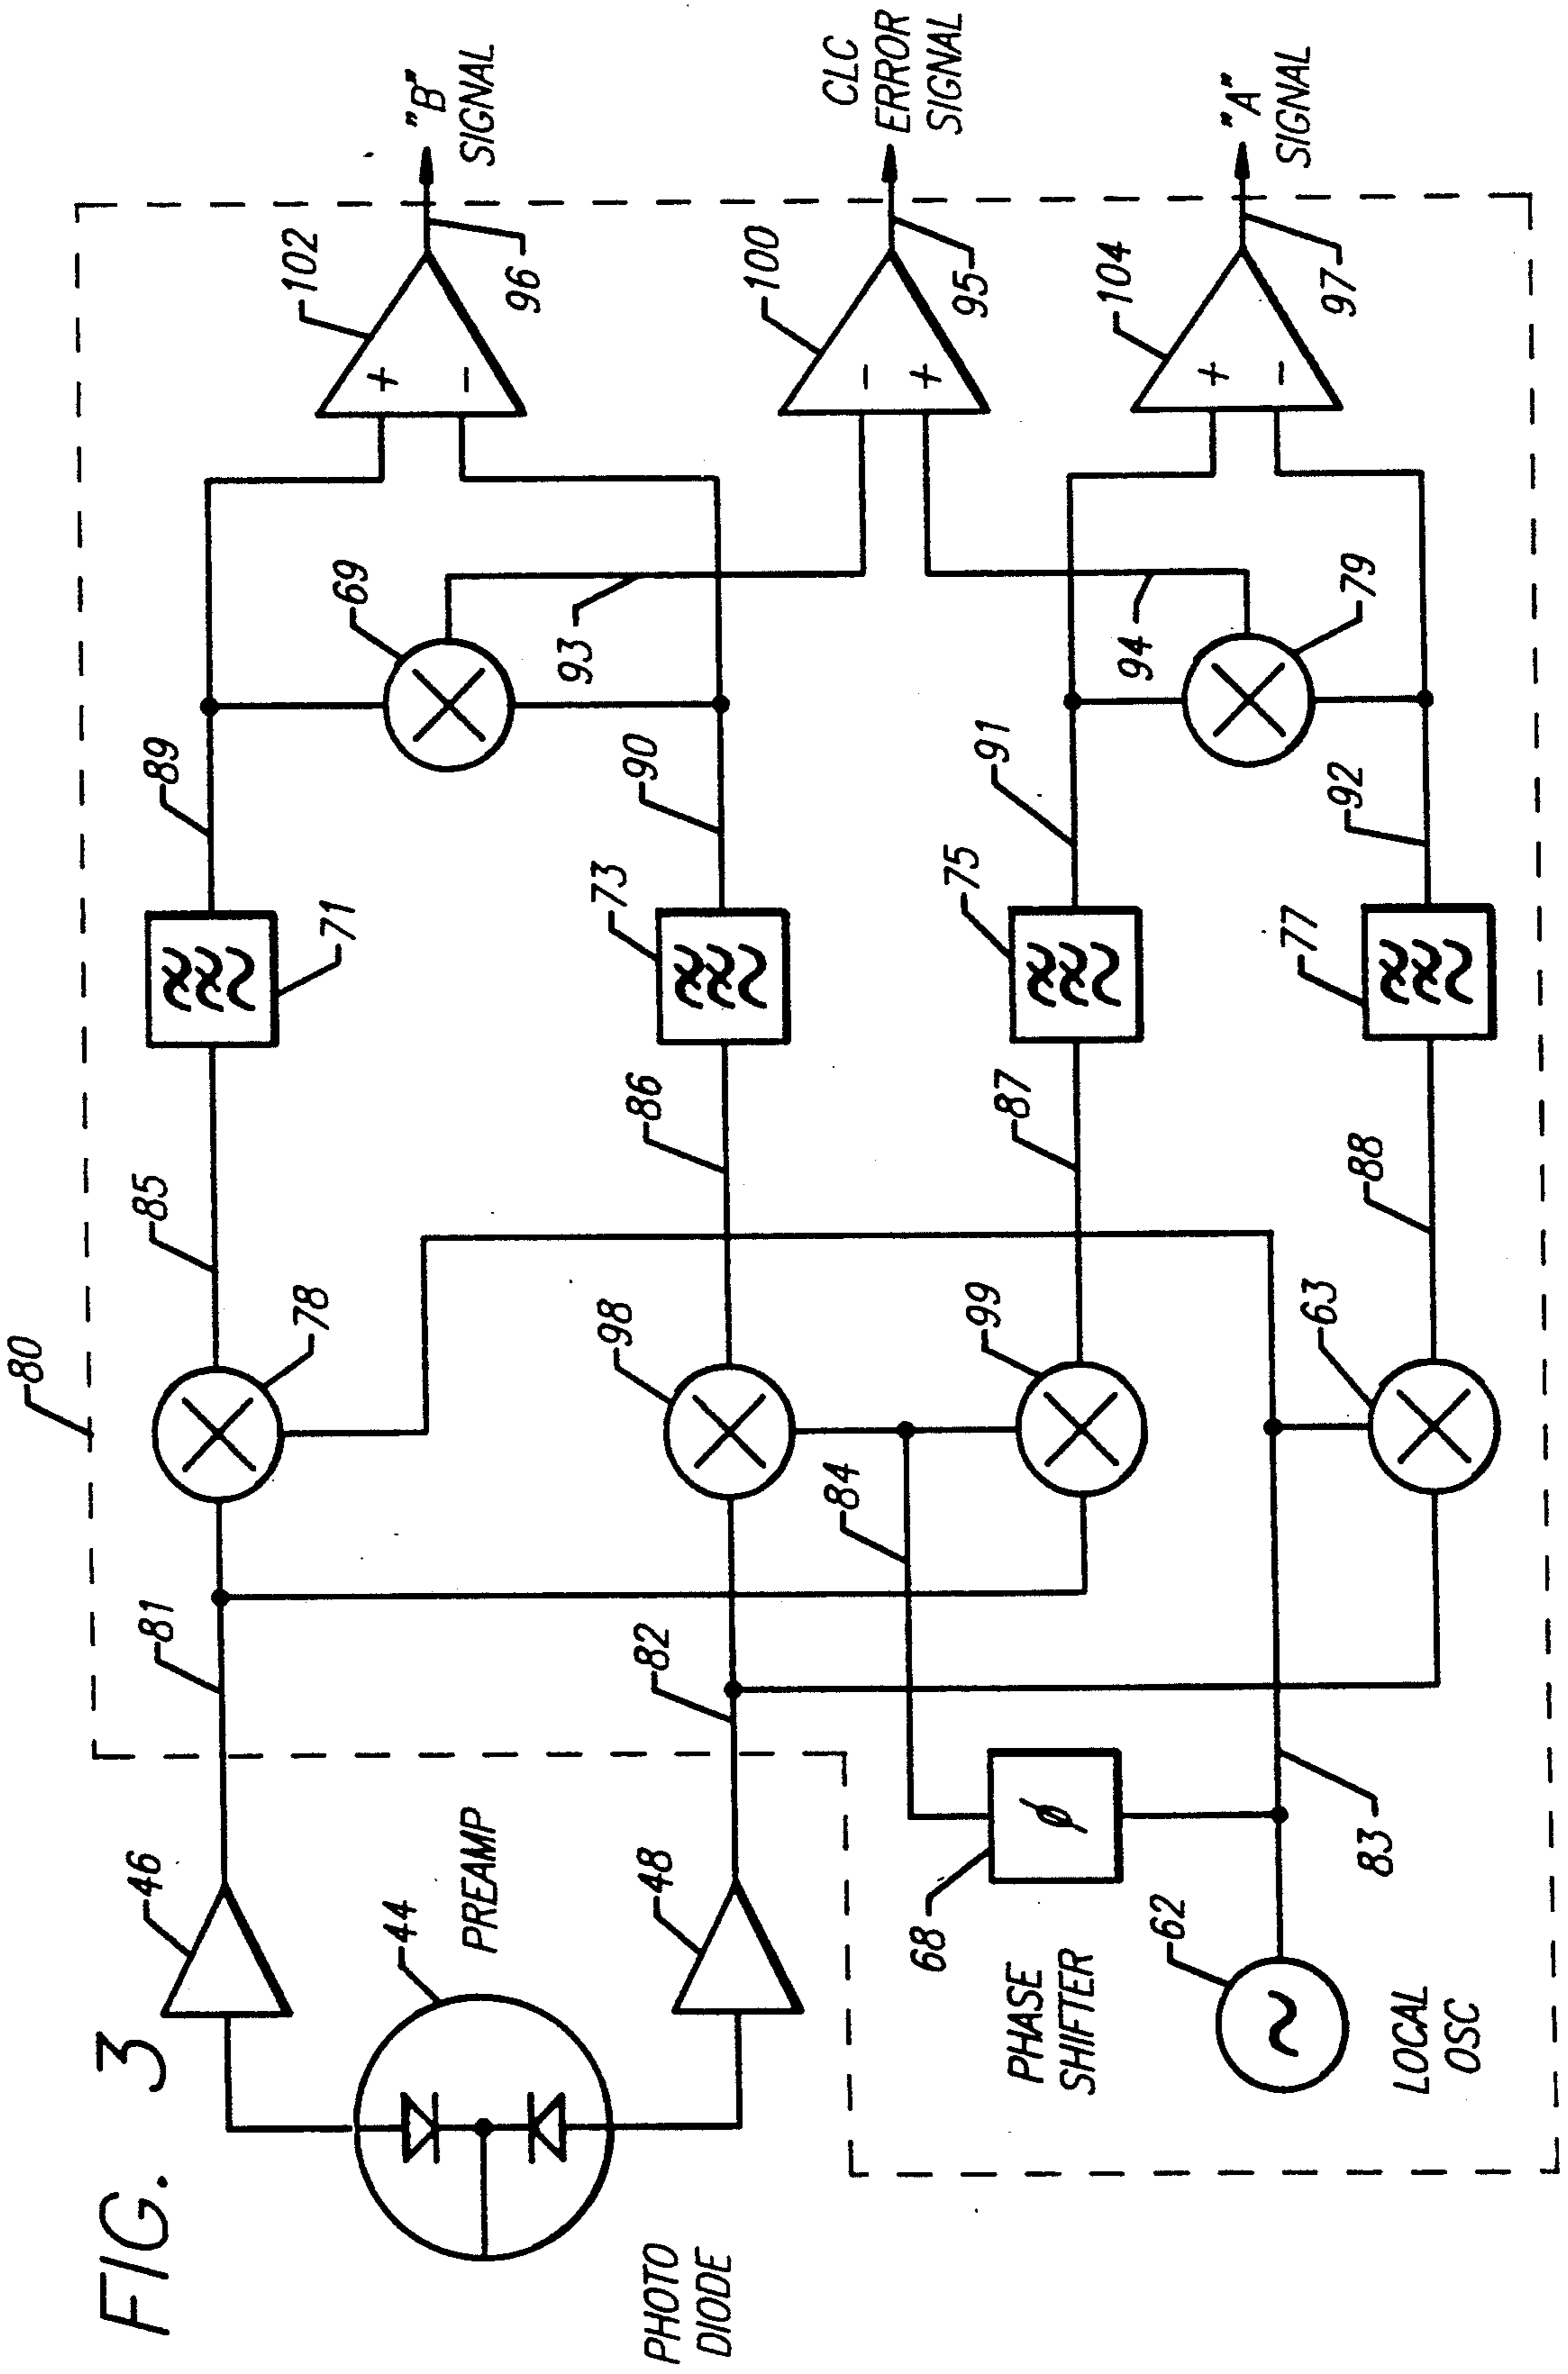 FIG. 3
80
PHOTO
DIODE
44
PREAMP
46
48
81
82
78
98
99
63
84
85
86
87
88
71
73
75
77
89
90
91
92
69
79
93
94
102
100
104
96
95
97
+
−
−
+
+
−
"B"
SIGNAL
CLC
ERROR
SIGNAL
"A"
SIGNAL
PHASE
SHIFTER
68
ϕ
62
83
LOCAL
OSC